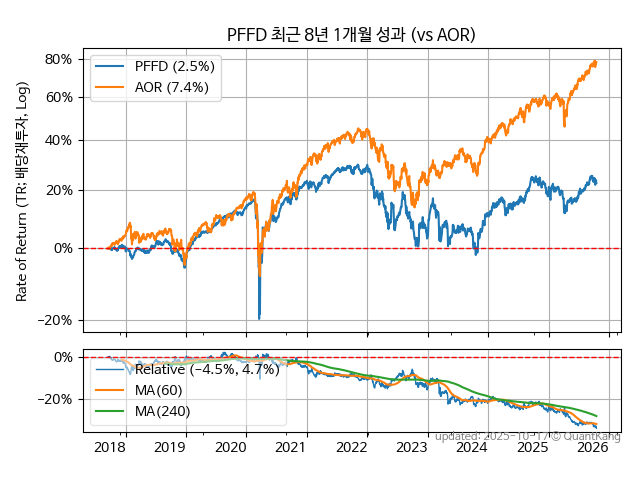 PFFD 최근 8년 1개월 성과 (vs AOR)
Rate of Return (TR: 배당재투자, Log)
80%
60%
40%
20%
0%
−20%
PFFD (2.5%)
AOR (7.4%)
0%
−20%
Relative (−4.5%, 4.7%)
MA(60)
MA(240)
updated: 2025-10-17 © QuantKang
2018 2019 2020 2021 2022 2023 2024 2025 2026